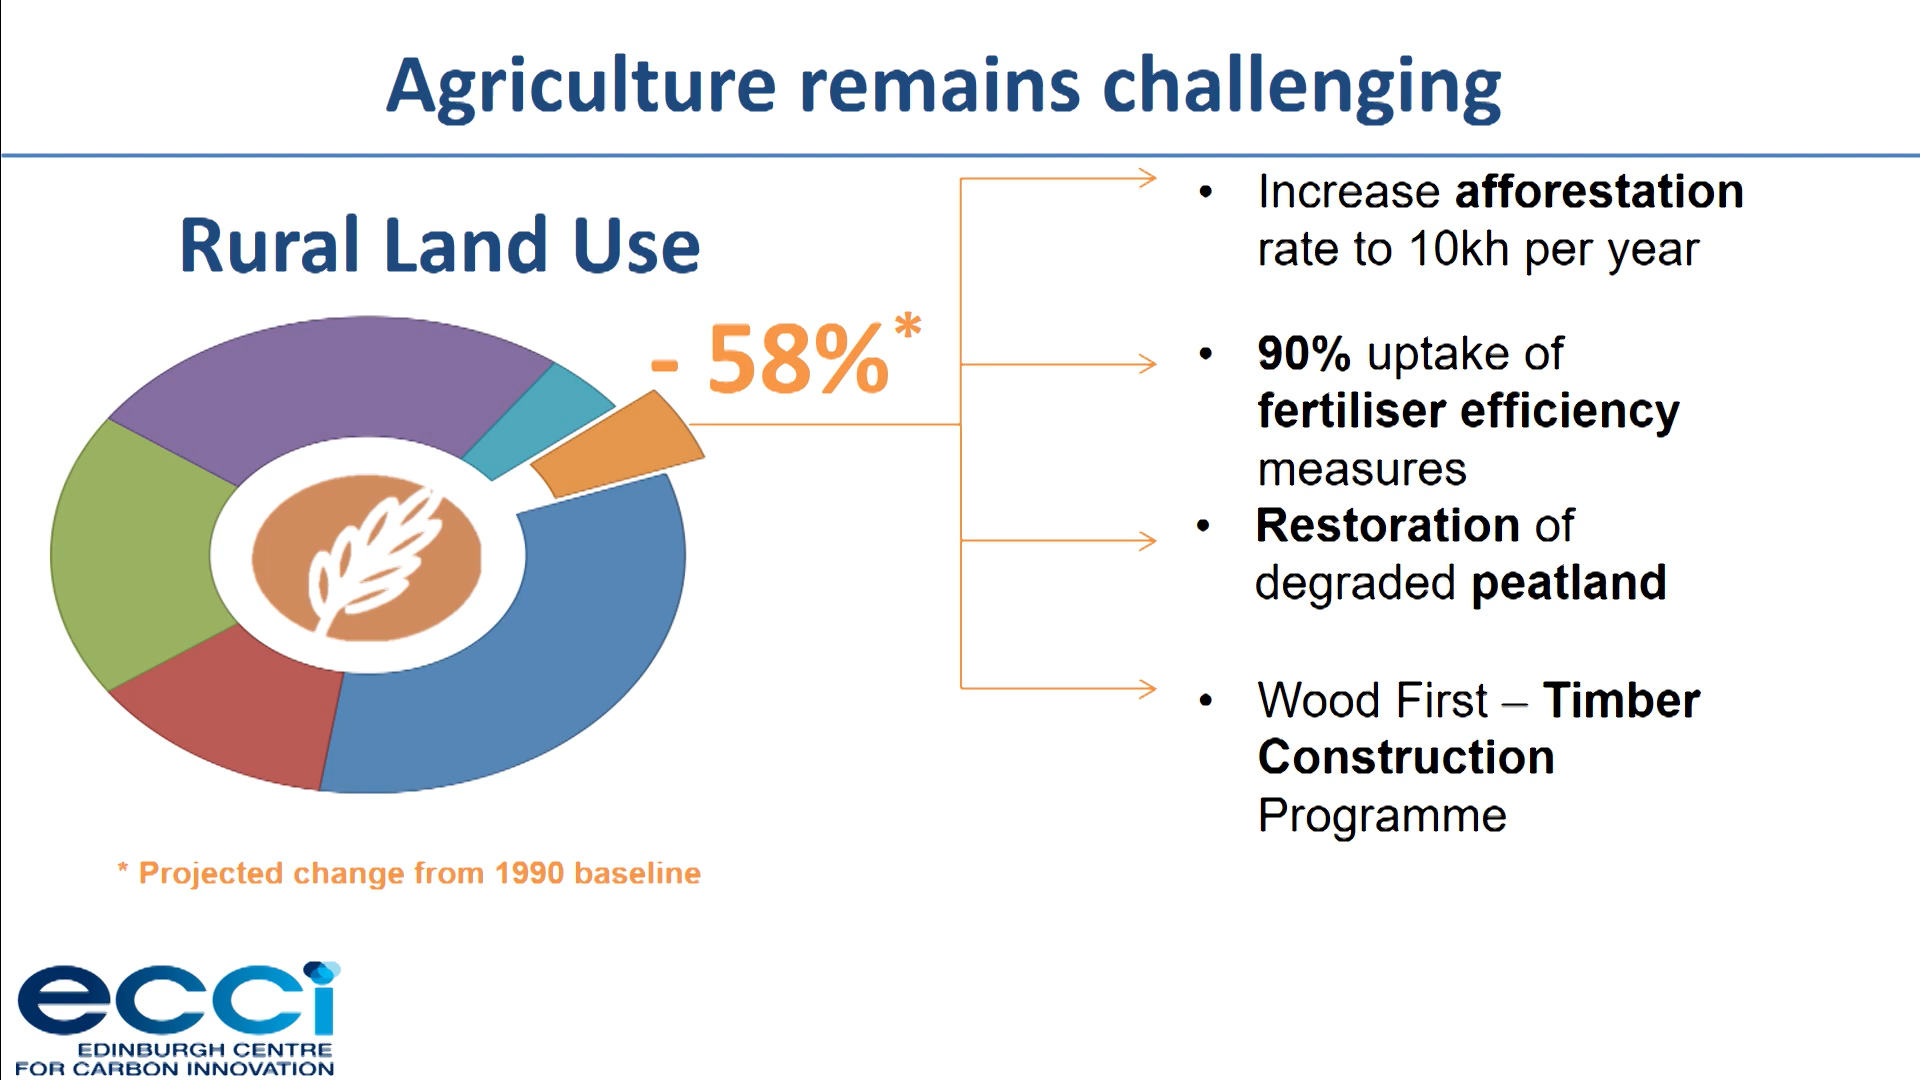 Agriculture remains challenging
Rural Land Use
- 58%*
• Increase afforestation
rate to 10kh per year
• 90% uptake of
fertiliser efficiency
measures
• Restoration of
degraded peatland
• Wood First – Timber
Construction
Programme
* Projected change from 1990 baseline
ecci
EDINBURGH CENTRE
FOR CARBON INNOVATION